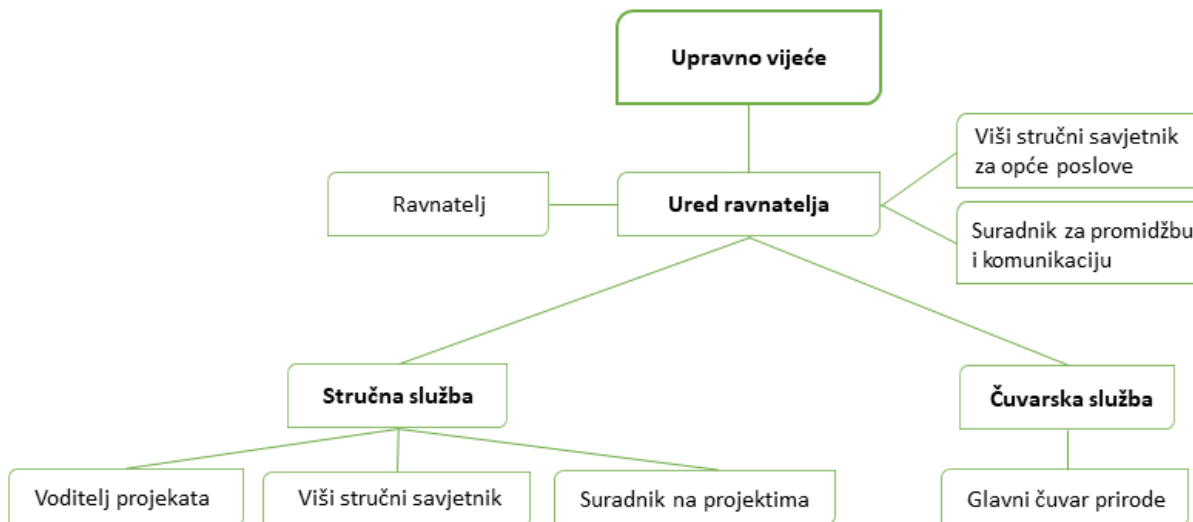 Upravno vijeće
Viši stručni savjetnik
za opće poslove
Ravnatelj
Ured ravnatelja
Suradnik za promidžbu
i komunikaciju
Stručna služba
Čuvarska služba
Voditelj projekata
Viši stručni savjetnik
Suradnik na projektima
Glavni čuvar prirode